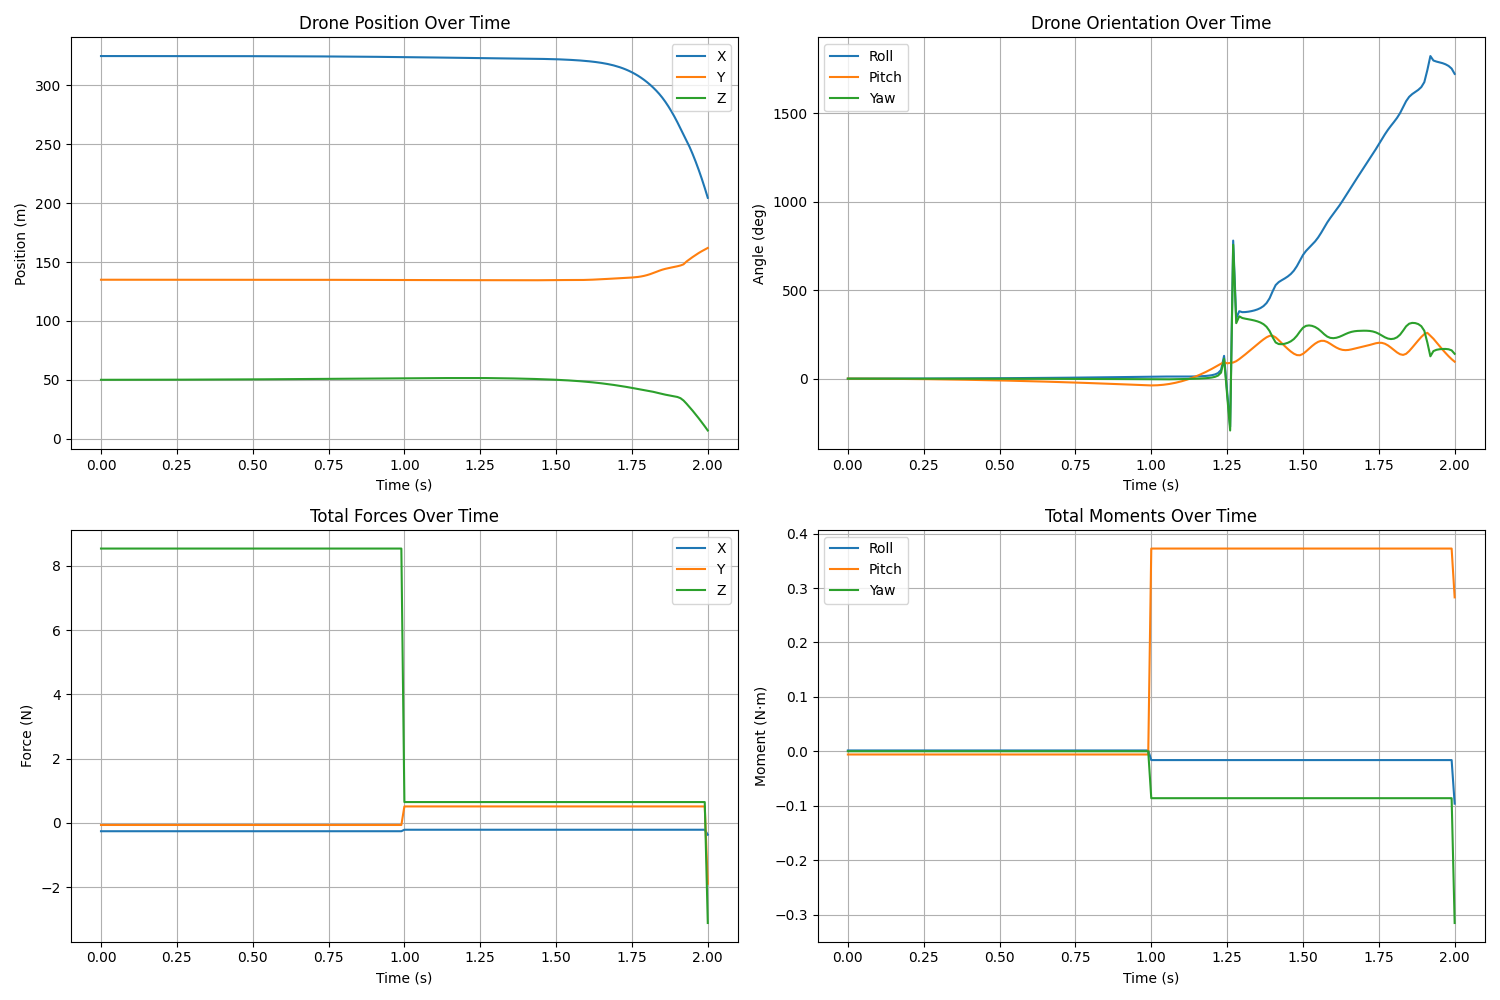 Drone Position Over Time
Position (m)
300
250
200
150
100
50
0
X
Y
Z
0.00 0.25 0.50 0.75 1.00 1.25 1.50 1.75 2.00
Time (s)
Drone Orientation Over Time
Angle (deg)
1500
1000
500
0
Roll
Pitch
Yaw
0.00 0.25 0.50 0.75 1.00 1.25 1.50 1.75 2.00
Time (s)
Total Forces Over Time
Force (N)
8
6
4
2
0
−2
X
Y
Z
0.00 0.25 0.50 0.75 1.00 1.25 1.50 1.75 2.00
Time (s)
Total Moments Over Time
Moment (N·m)
0.4
0.3
0.2
0.1
0.0
−0.1
−0.2
−0.3
Roll
Pitch
Yaw
0.00 0.25 0.50 0.75 1.00 1.25 1.50 1.75 2.00
Time (s)